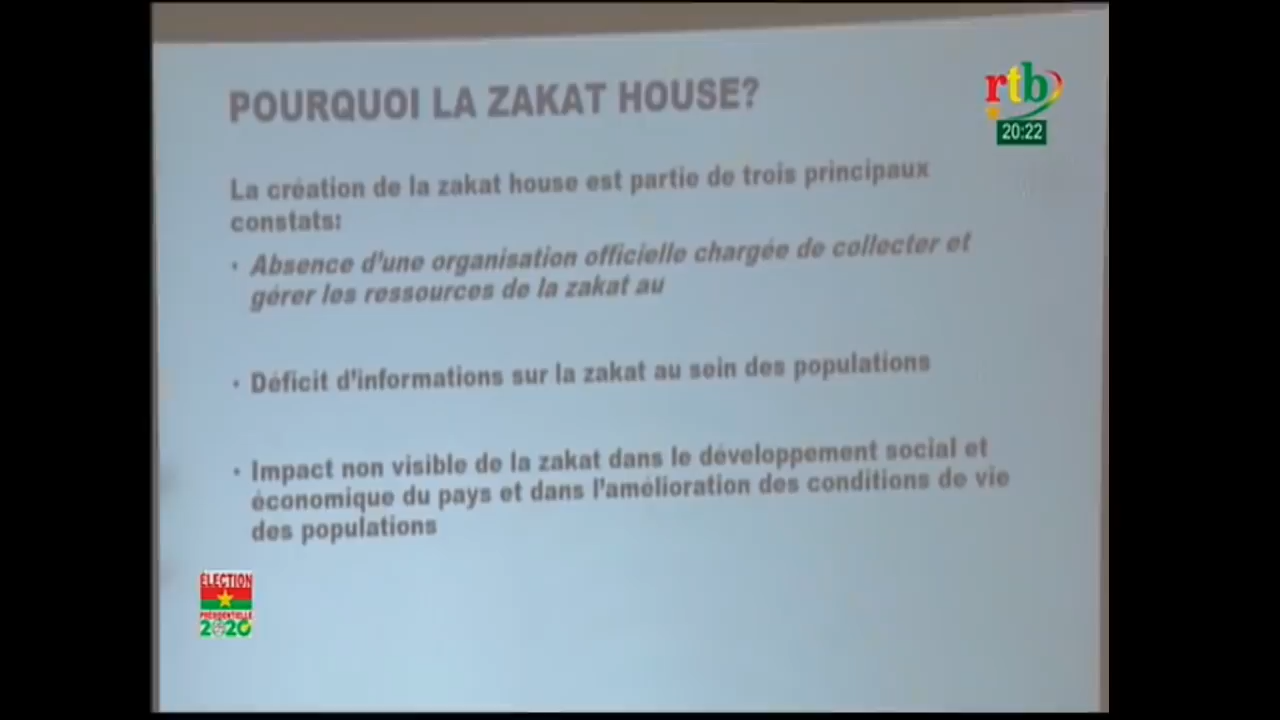 POURQUOI LA ZAKAT HOUSE?
rtb
20:22
La création de la zakat house est partie de trois principaux
constats:
• Absence d'une organisation officielle chargée de collecter et
gérer les ressources de la zakat au
• Déficit d'informations sur la zakat au sein des populations
• Impact non visible de la zakat dans le développement social et
économique du pays et dans l'amélioration des conditions de vie
des populations
ÉLECTION
PRÉSIDENTIELLE
2020